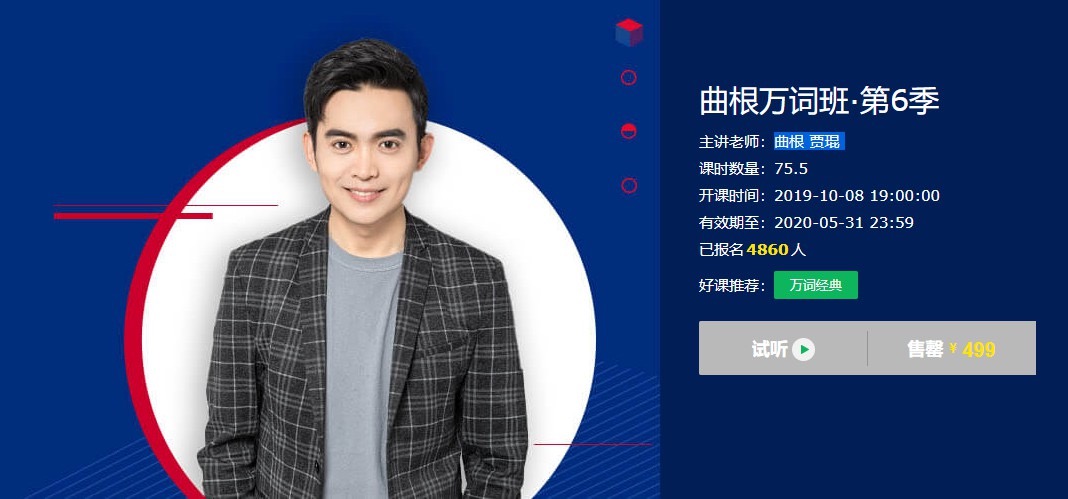 曲根万词班·第6季
主讲老师：曲根 贾琨
课时数量：75.5
开课时间：2019-10-08 19:00:00
有效期至：2020-05-31 23:59
已报名4860人
好课推荐：万词经典
试听 售罄 ¥ 499